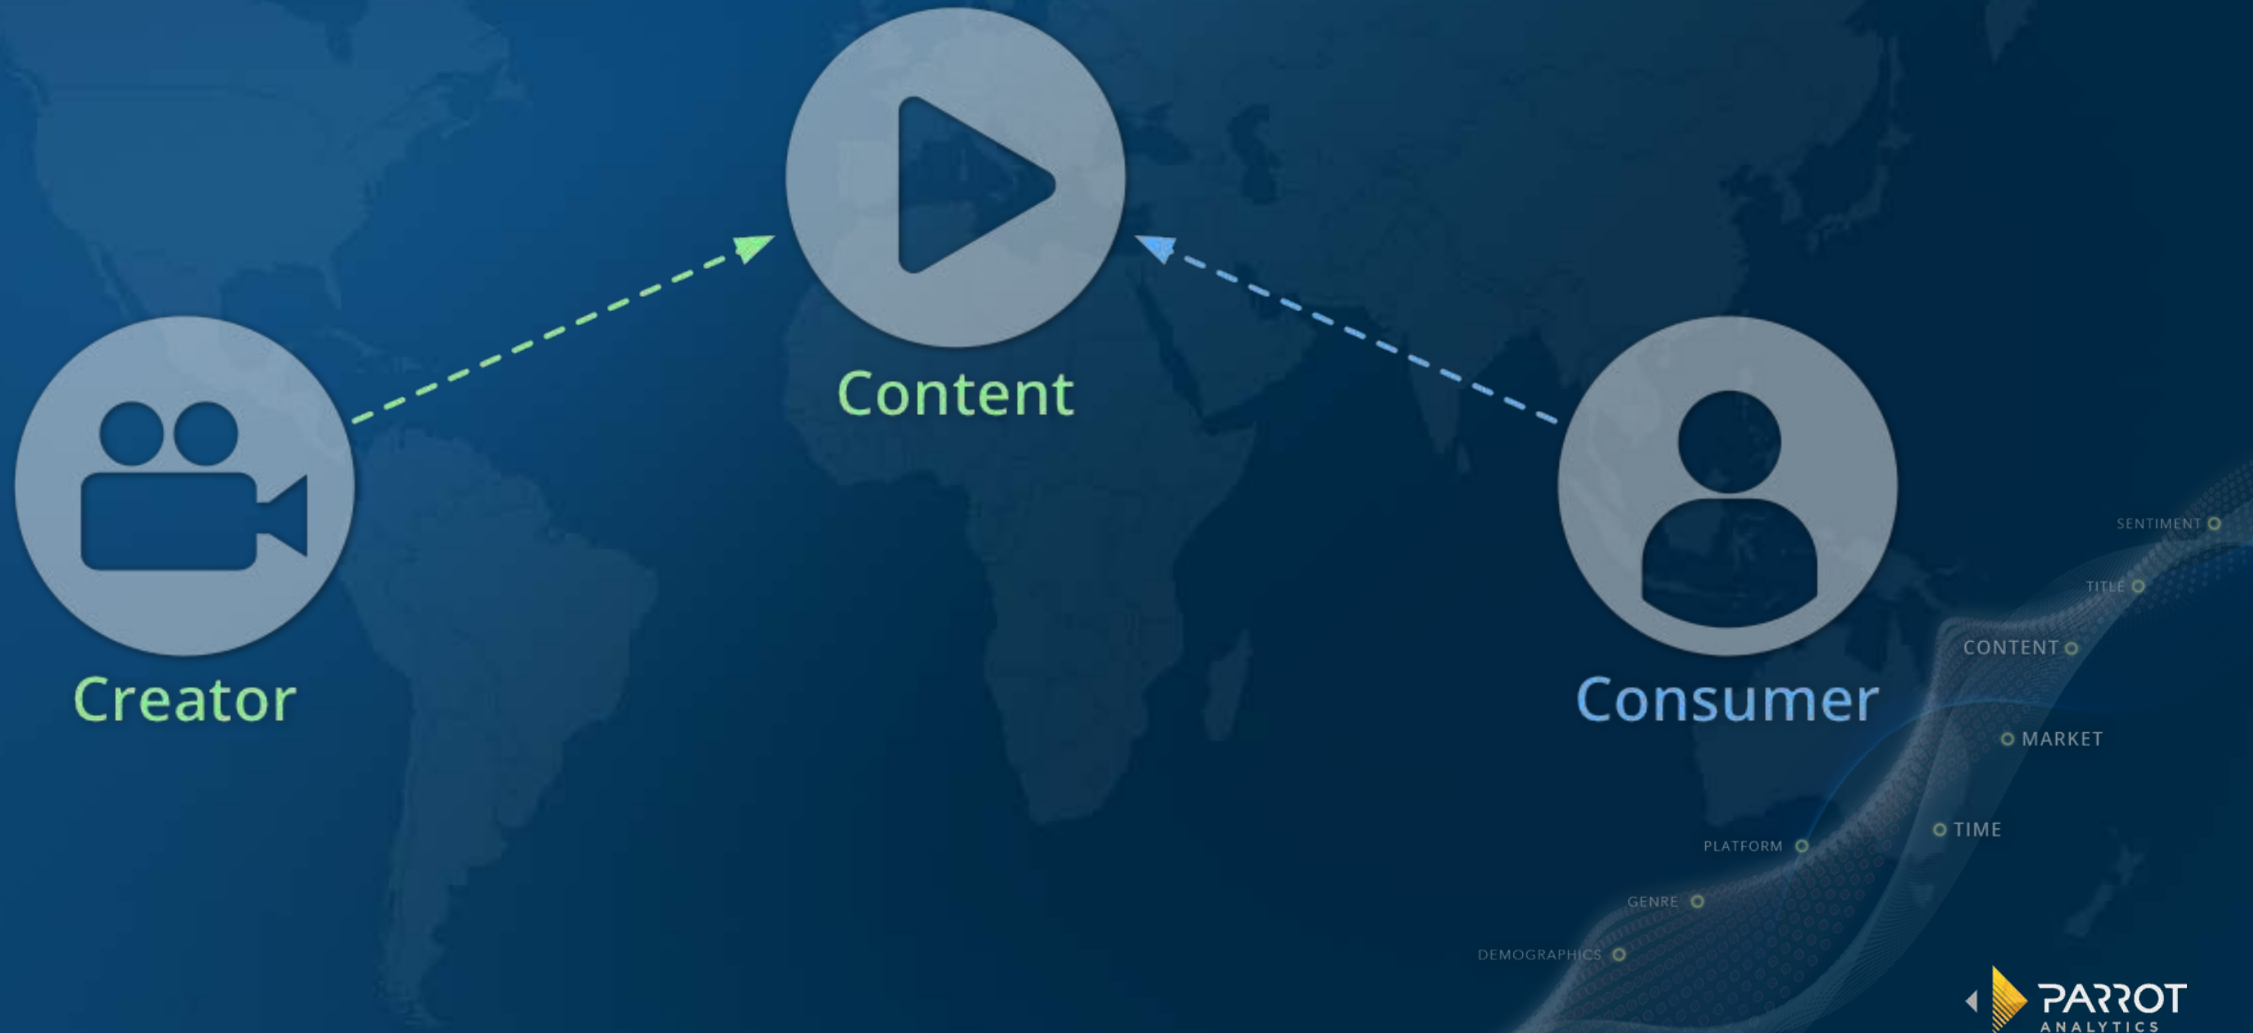 Content
Creator
Consumer
SENTIMENT
TITLE
CONTENT
MARKET
TIME
PLATFORM
GENRE
DEMOGRAPHICS
PARROT
ANALYTICS